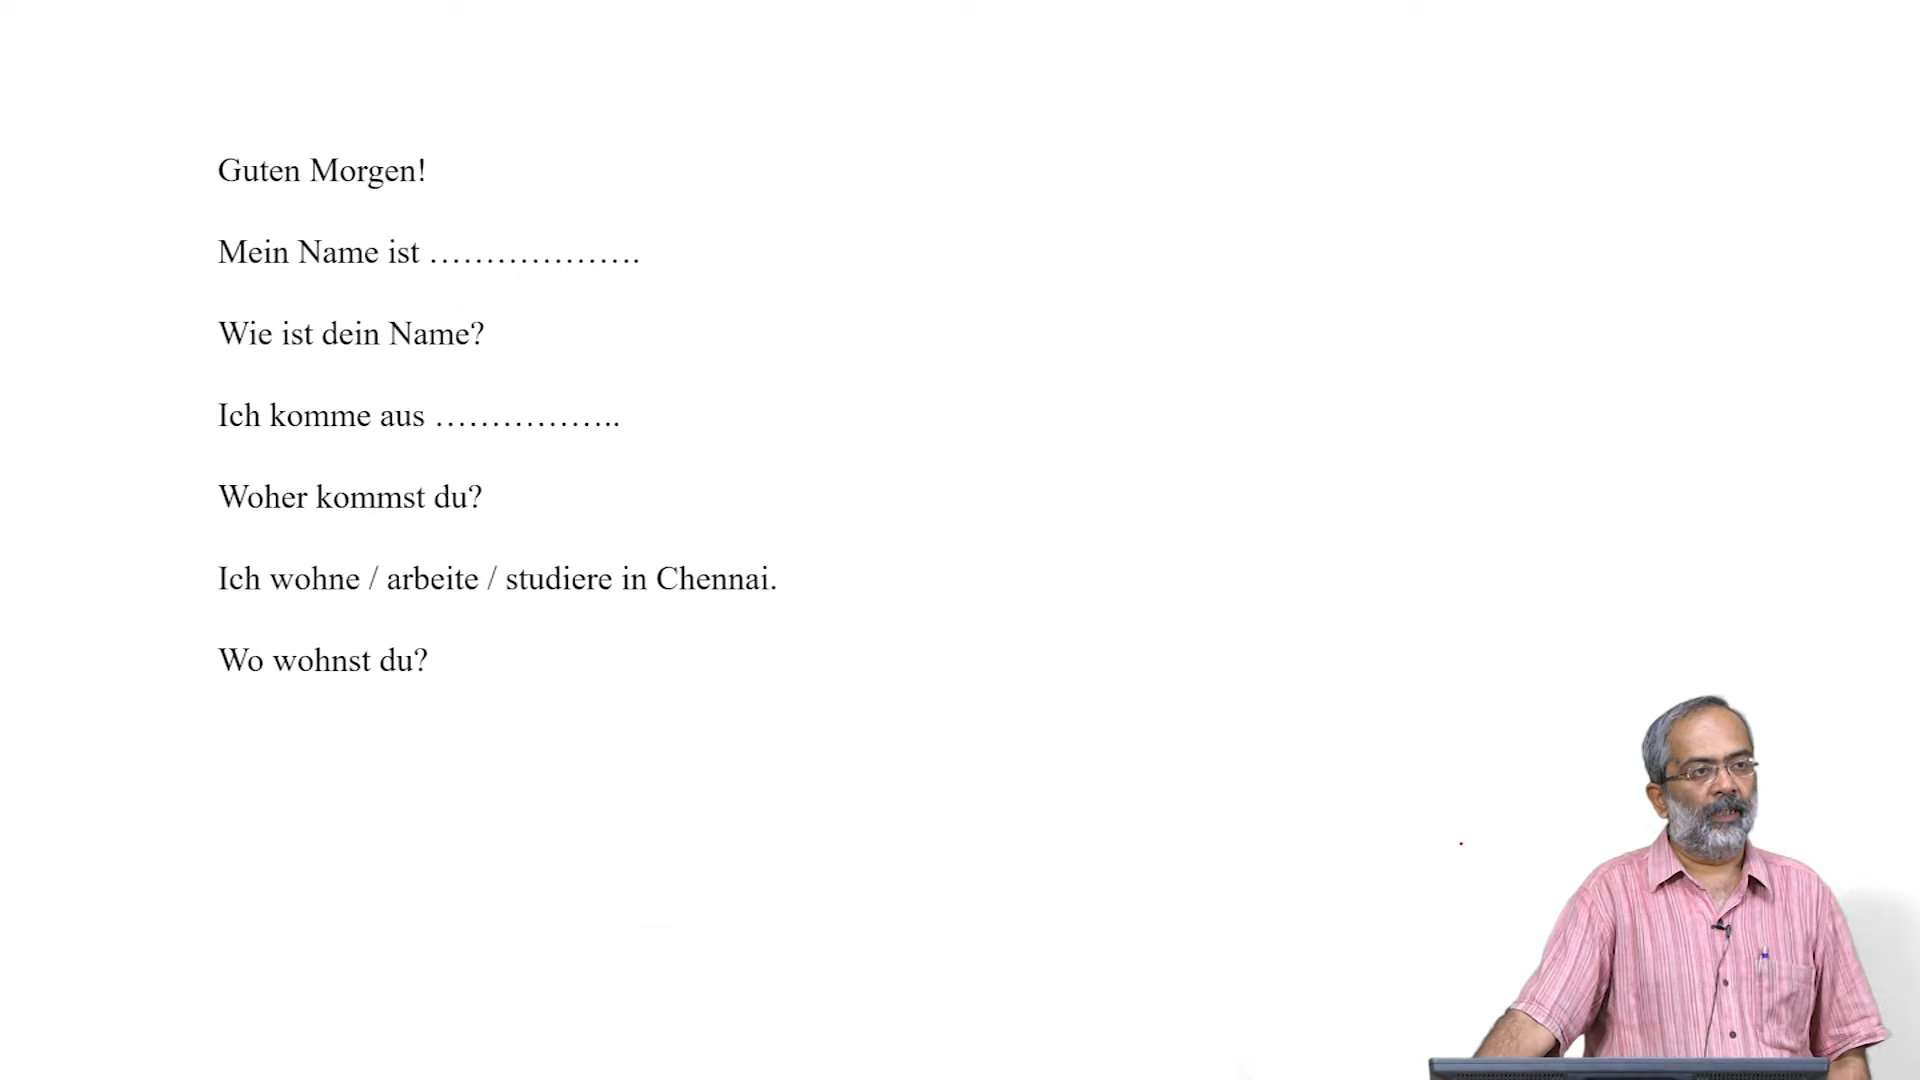 Guten Morgen!
Mein Name ist ………………….
Wie ist dein Name?
Ich komme aus ……………..
Woher kommst du?
Ich wohne / arbeite / studiere in Chennai.
Wo wohnst du?